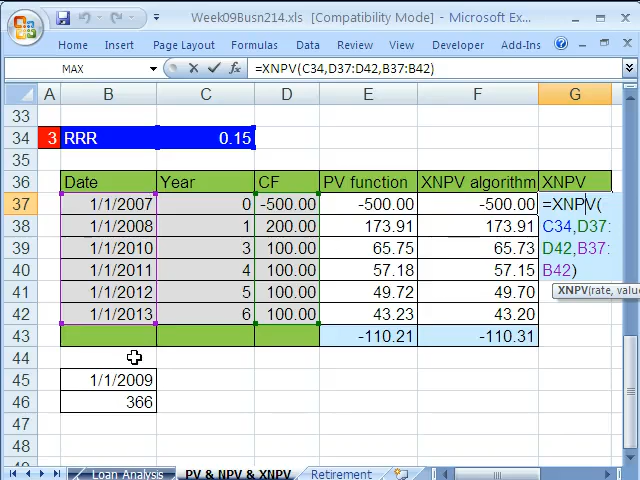 Week09Busn214.xls [Compatibility Mode] - Microsoft Ex...
Home Insert Page Layout Formulas Data Review View Developer Add-Ins
MAX =XNPV(C34,D37:D42,B37:B42)
A B C D E F G
33
34 3 RRR 0.15
35
36 Date Year CF PV function XNPV algorithm XNPV
37 1/1/2007 0 -500.00 -500.00 -500.00 =XNPV(
38 1/1/2008 1 200.00 173.91 173.91 C34,D37:
39 1/1/2010 3 100.00 65.75 65.73 D42,B37:
40 1/1/2011 4 100.00 57.18 57.15 B42)
41 1/1/2012 5 100.00 49.72 49.70 XNPV(rate, value
42 1/1/2013 6 100.00 43.23 43.20
43 -110.21 -110.31
44
45 1/1/2009
46 366
47
48
Loan Analysis PV & NPV & XNPV Retirement